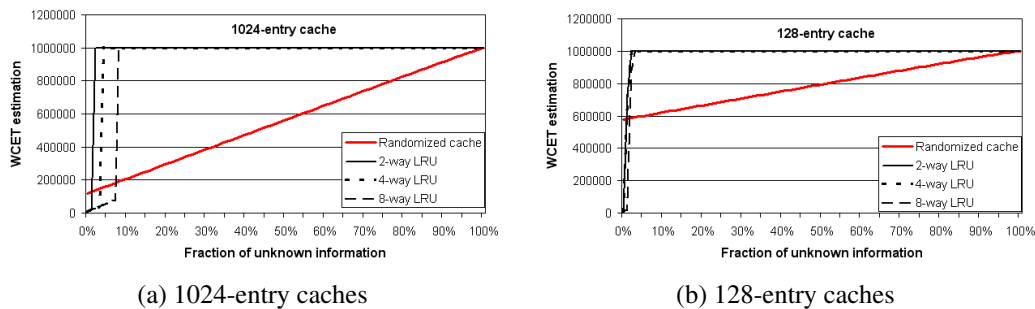 1024-entry cache
WCET estimation
1200000
1000000
800000
600000
400000
200000
0
Randomized cache
2-way LRU
4-way LRU
8-way LRU
0% 10% 20% 30% 40% 50% 60% 70% 80% 90% 100%
Fraction of unknown information
(a) 1024-entry caches
128-entry cache
WCET estimation
1200000
1000000
800000
600000
400000
200000
0
Randomized cache
2-way LRU
4-way LRU
8-way LRU
0% 10% 20% 30% 40% 50% 60% 70% 80% 90% 100%
Fraction of unknown information
(b) 128-entry caches